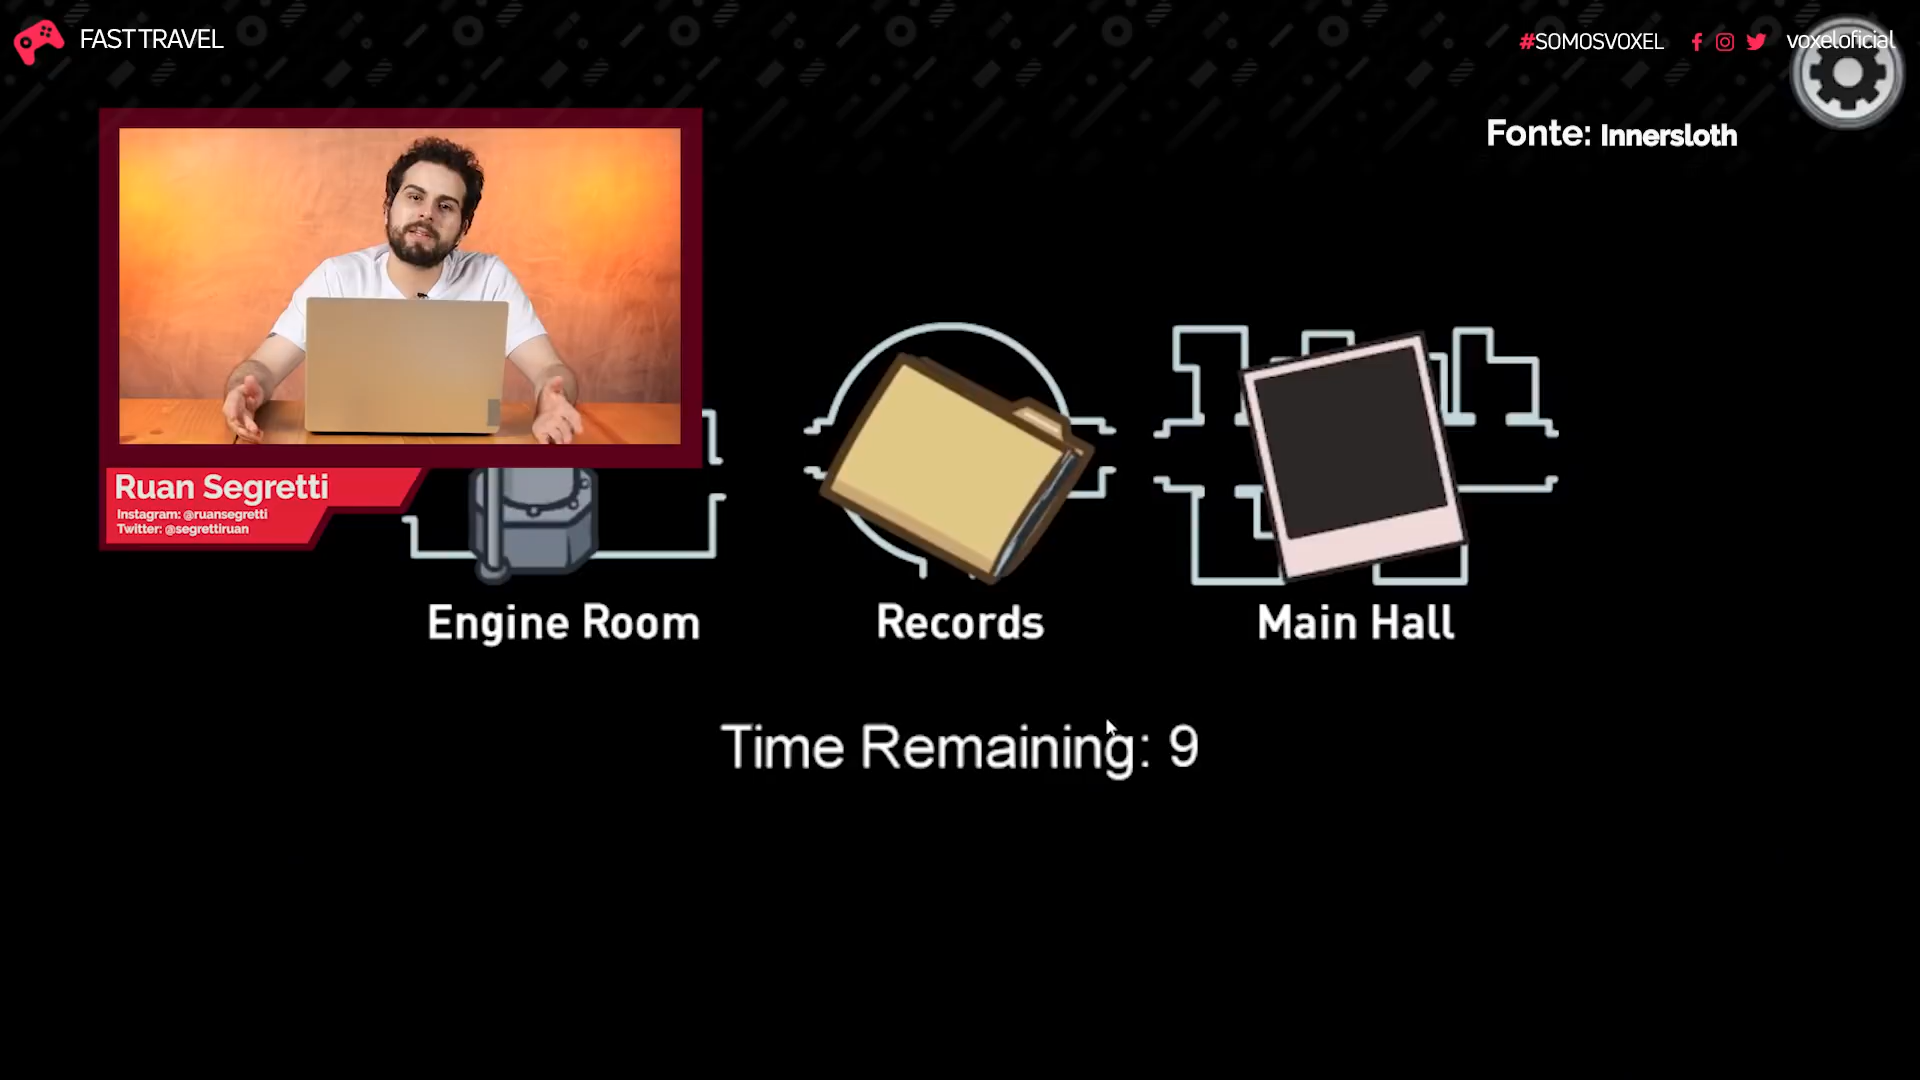 FAST TRAVEL
#SOMOSVOXEL
voxeloficial
Fonte: Innersloth
Ruan Segretti
Instagram: @ruansegretti
Twitter: @segrettiruan
Engine Room
Records
Main Hall
Time Remaining: 9